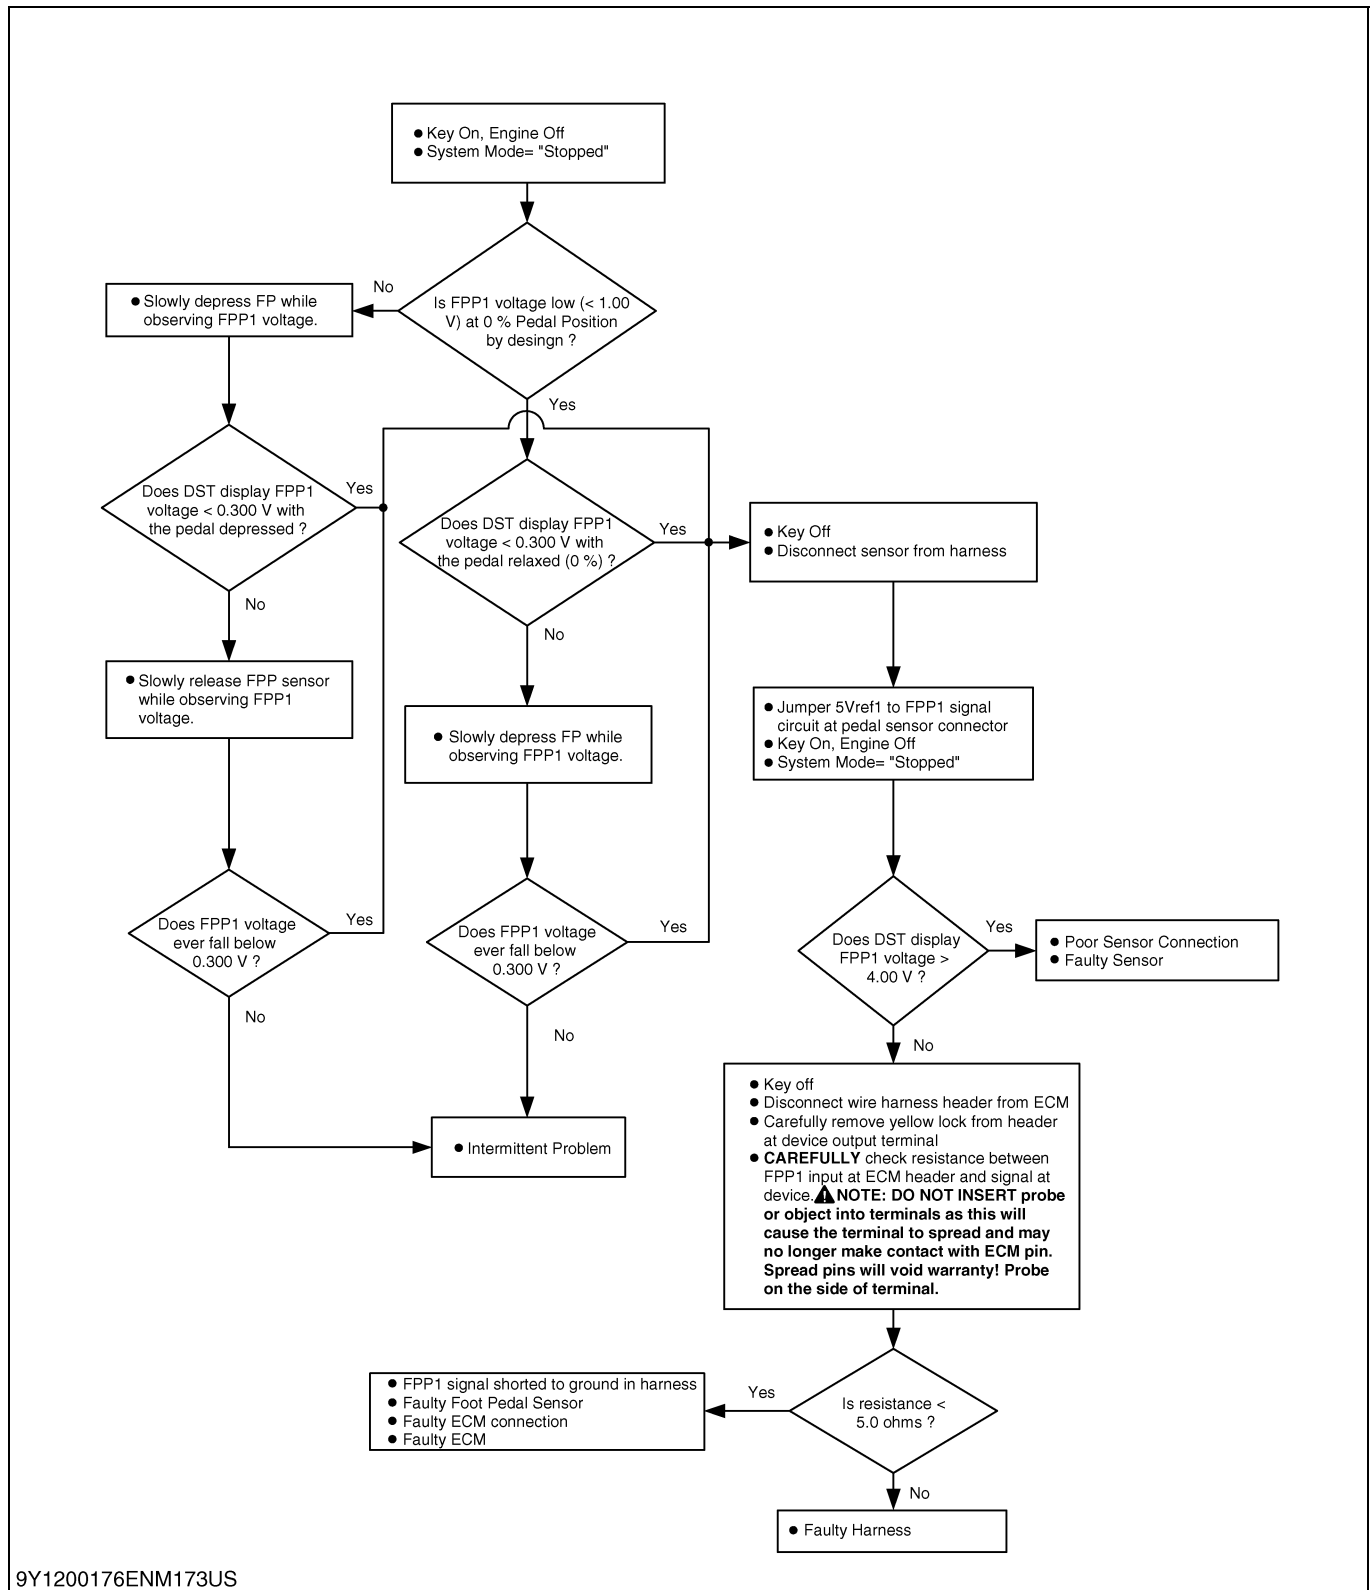 ● Key On, Engine Off
● System Mode= "Stopped"
Is FPP1 voltage low (< 1.00
V) at 0 % Pedal Position
by desingn ?
No
● Slowly depress FP while
observing FPP1 voltage.
Yes
Does DST display FPP1
voltage < 0.300 V with
the pedal depressed ?
Yes
No
● Slowly release FPP sensor
while observing FPP1
voltage.
Does FPP1 voltage
ever fall below
0.300 V ?
Yes
No
Does DST display FPP1
voltage < 0.300 V with
the pedal relaxed (0 %) ?
Yes
No
● Slowly depress FP while
observing FPP1 voltage.
Does FPP1 voltage
ever fall below
0.300 V ?
Yes
No
● Intermittent Problem
● Key Off
● Disconnect sensor from harness
● Jumper 5Vref1 to FPP1 signal
circuit at pedal sensor connector
● Key On, Engine Off
● System Mode= "Stopped"
Does DST display
FPP1 voltage >
4.00 V ?
Yes
● Poor Sensor Connection
● Faulty Sensor
No
● Key off
● Disconnect wire harness header from ECM
● Carefully remove yellow lock from header
at device output terminal
● CAREFULLY check resistance between
FPP1 input at ECM header and signal at
device. NOTE: DO NOT INSERT probe
or object into terminals as this will
cause the terminal to spread and may
no longer make contact with ECM pin.
Spread pins will void warranty! Probe
on the side of terminal.
Is resistance <
5.0 ohms ?
Yes
● FPP1 signal shorted to ground in harness
● Faulty Foot Pedal Sensor
● Faulty ECM connection
● Faulty ECM
No
● Faulty Harness
9Y1200176ENM173US